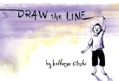 DRAW the LINE
by kathryn otoshi